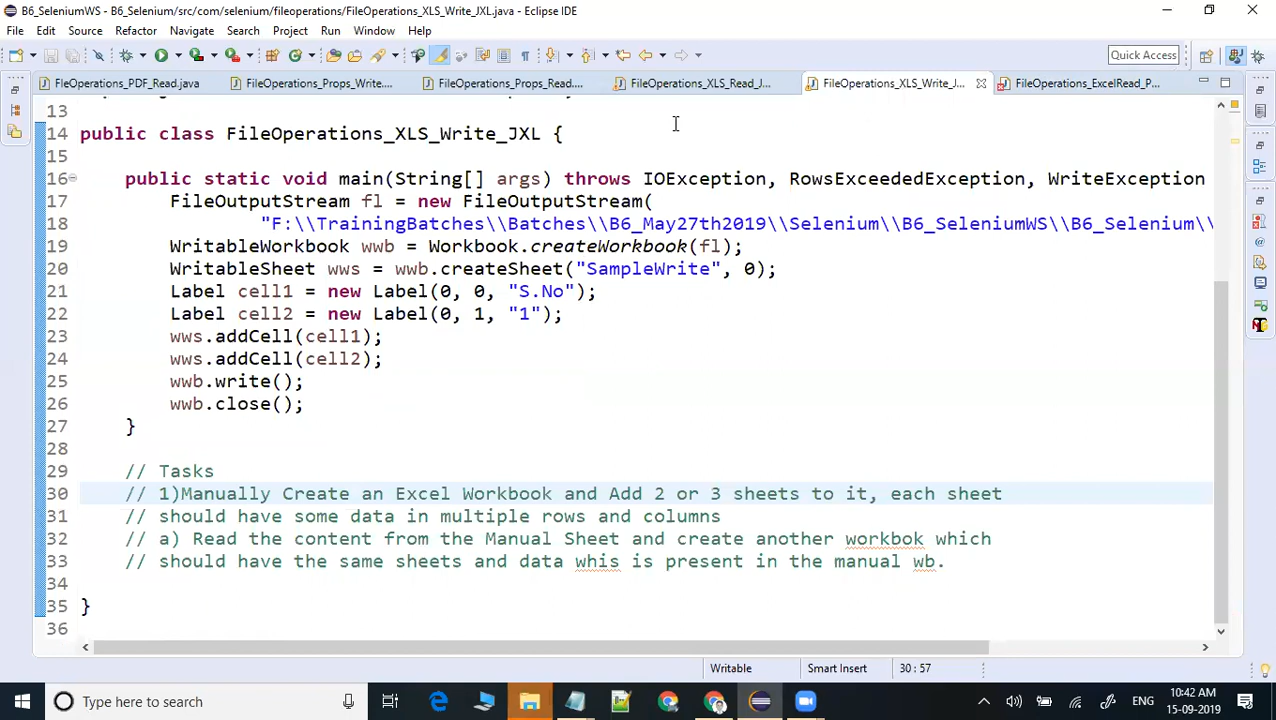 B6_SeleniumWS - B6_Selenium/src/com/selenium/fileoperations/FileOperations_XLS_Write_JXL.java - Eclipse IDE
File Edit Source Refactor Navigate Search Project Run Window Help
Quick Access
FileOperations_PDF_Read.java FileOperations_Props_Write.... FileOperations_Props_Read.... FileOperations_XLS_Read_J... FileOperations_XLS_Write_J... FileOperations_ExcelRead_P...
13
14 public class FileOperations_XLS_Write_JXL {
15
16 public static void main(String[] args) throws IOException, RowsExceededException, WriteException
17 FileOutputStream fl = new FileOutputStream(
18 "F:\\TrainingBatches\\Batches\\B6_May27th2019\\Selenium\\B6_SeleniumWS\\B6_Selenium\\
19 WritableWorkbook wwb = Workbook.createWorkbook(fl);
20 WritableSheet wws = wwb.createSheet("SampleWrite", 0);
21 Label cell1 = new Label(0, 0, "S.No");
22 Label cell2 = new Label(0, 1, "1");
23 wws.addCell(cell1);
24 wws.addCell(cell2);
25 wwb.write();
26 wwb.close();
27 }
28
29 // Tasks
30 // 1)Manually Create an Excel Workbook and Add 2 or 3 sheets to it, each sheet
31 // should have some data in multiple rows and columns
32 // a) Read the content from the Manual Sheet and create another workbok which
33 // should have the same sheets and data whis is present in the manual wb.
34
35 }
36
Writable Smart Insert 30 : 57
Type here to search
ENG
10:42 AM
15-09-2019